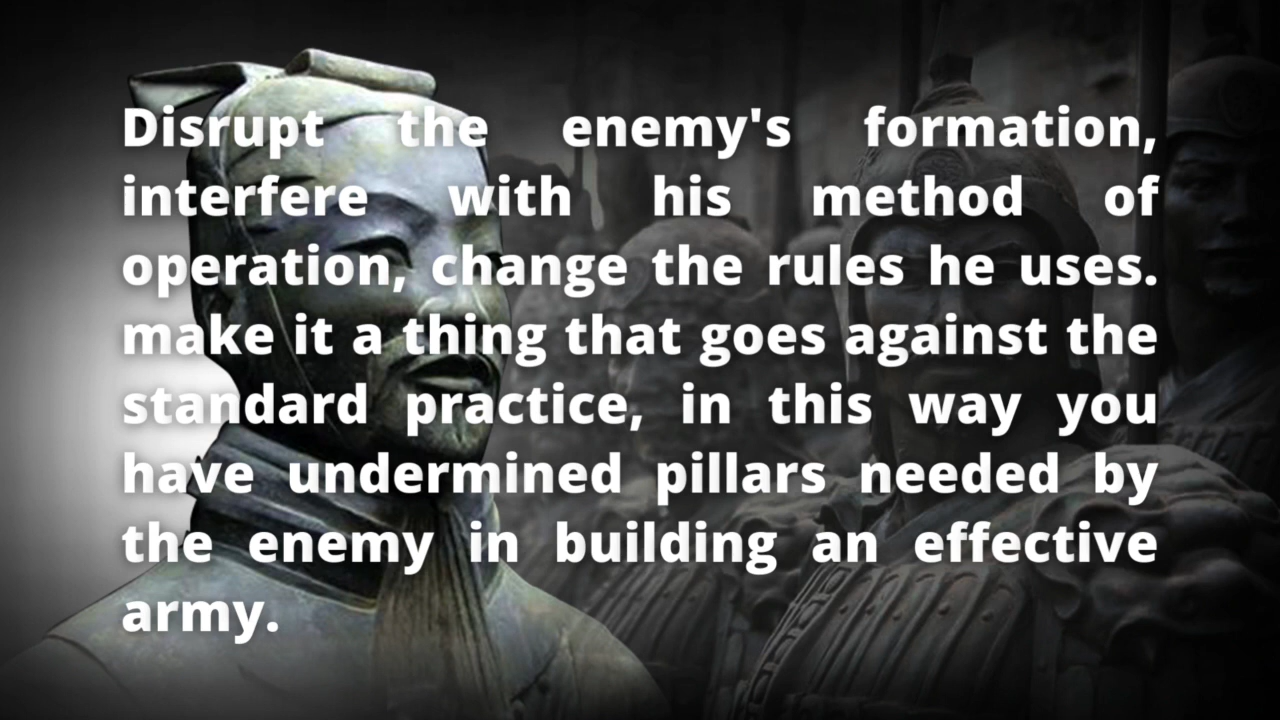 Disrupt the enemy's formation,
interfere with his method of
operation, change the rules he uses.
make it a thing that goes against the
standard practice, in this way you
have undermined pillars needed by
the enemy in building an effective
army.